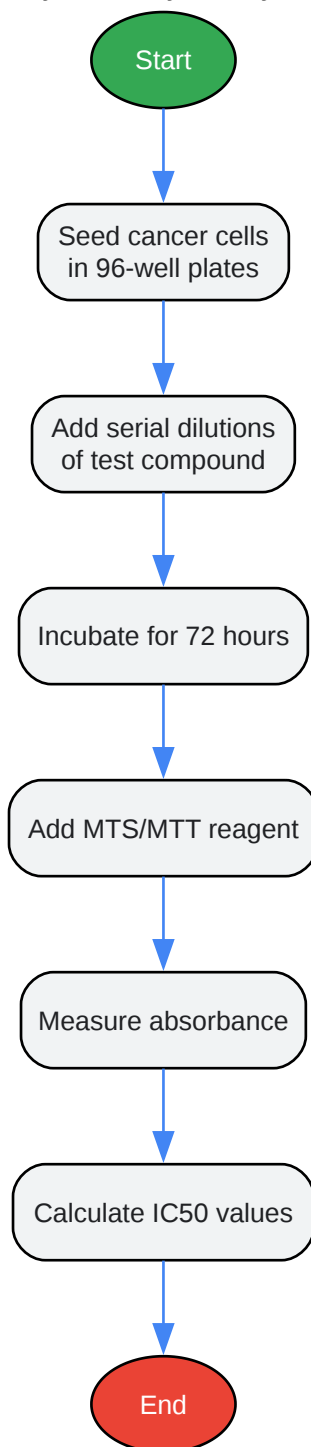 Start
Seed cancer cells
in 96-well plates
Add serial dilutions
of test compound
Incubate for 72 hours
Add MTS/MTT reagent
Measure absorbance
Calculate IC50 values
End